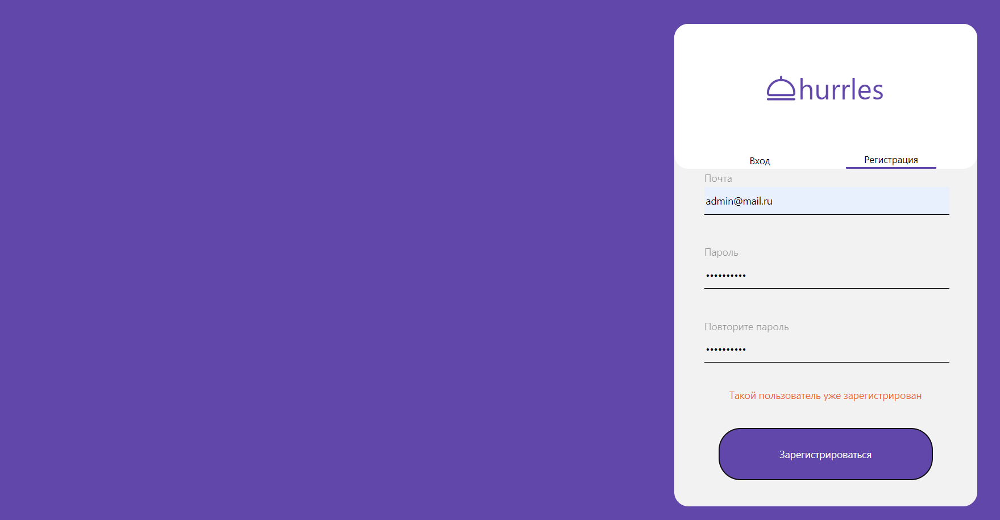 hurrles
Вход Регистрация
Почта
admin@mail.ru
Пароль
••••••••••
Повторите пароль
••••••••••
Такой пользователь уже зарегистрирован
Зарегистрироваться